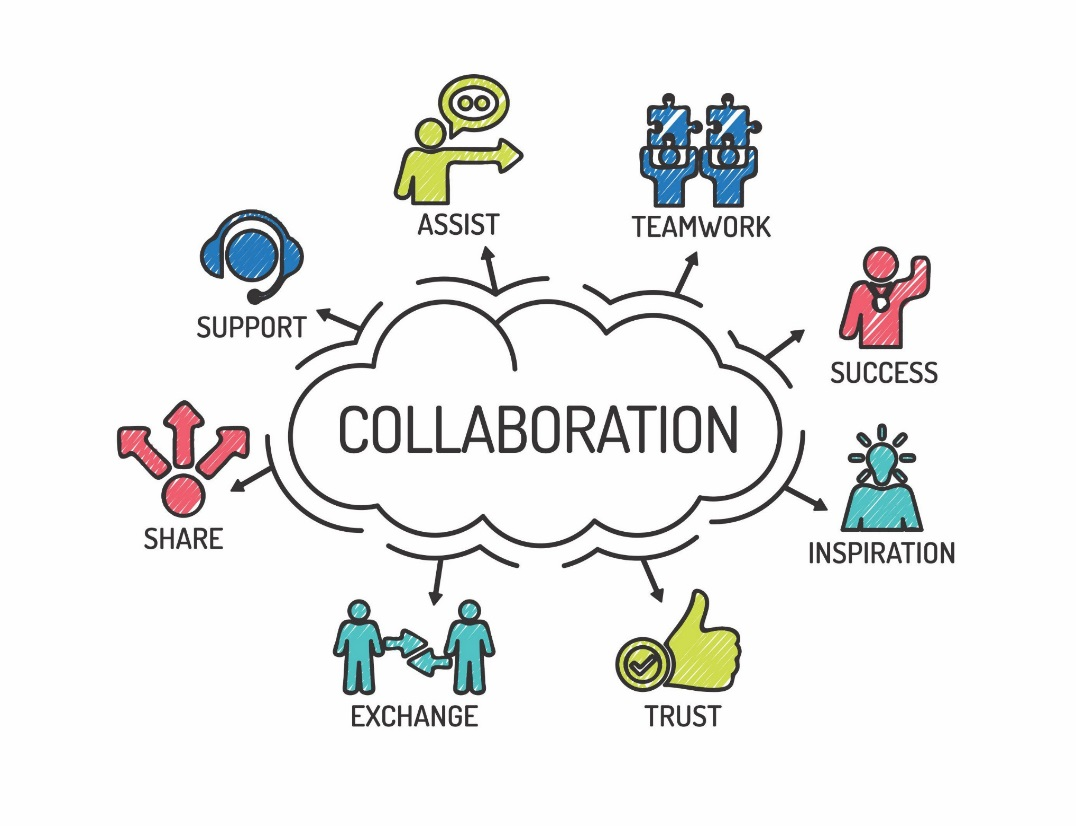 ASSIST
TEAMWORK
SUPPORT
SUCCESS
COLLABORATION
SHARE
INSPIRATION
EXCHANGE
TRUST